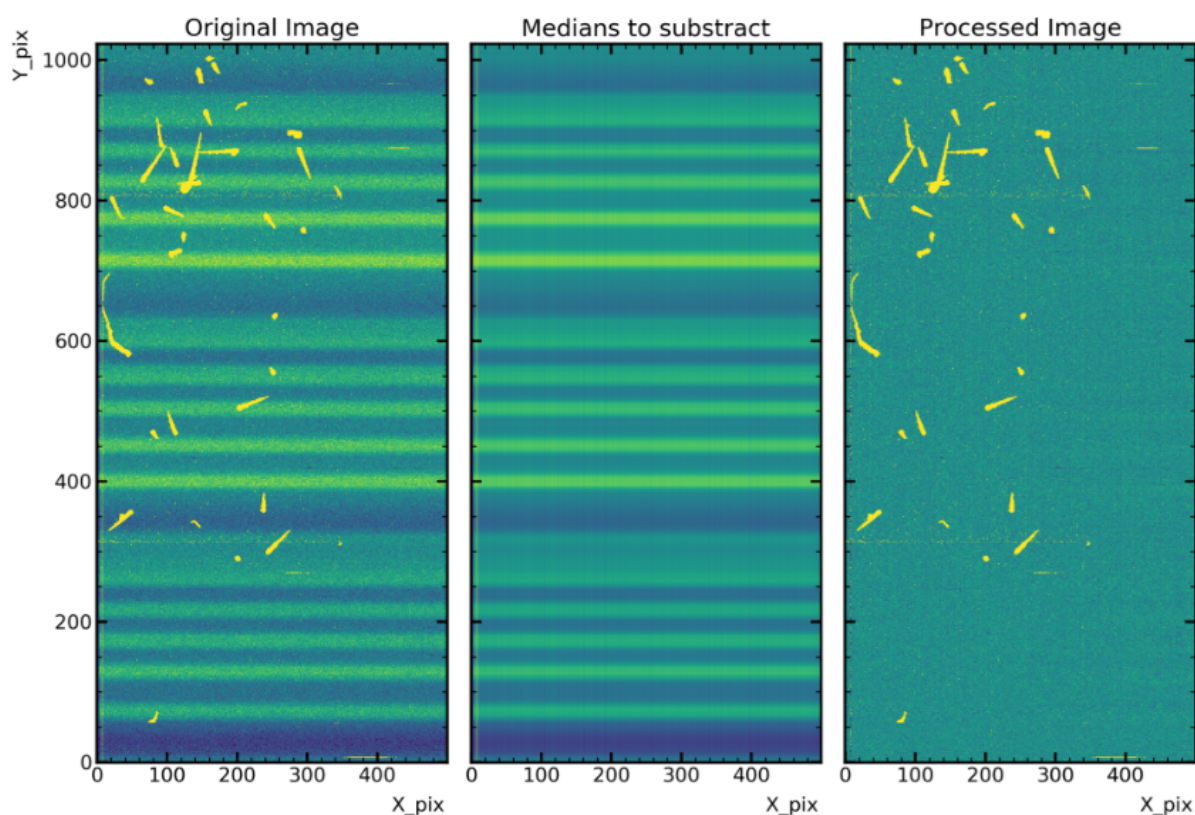 Original Image
Medians to substract
Processed Image
Y_pix
1000
800
600
400
200
0
0 100 200 300 400
X_pix
0 100 200 300 400
X_pix
0 100 200 300 400
X_pix